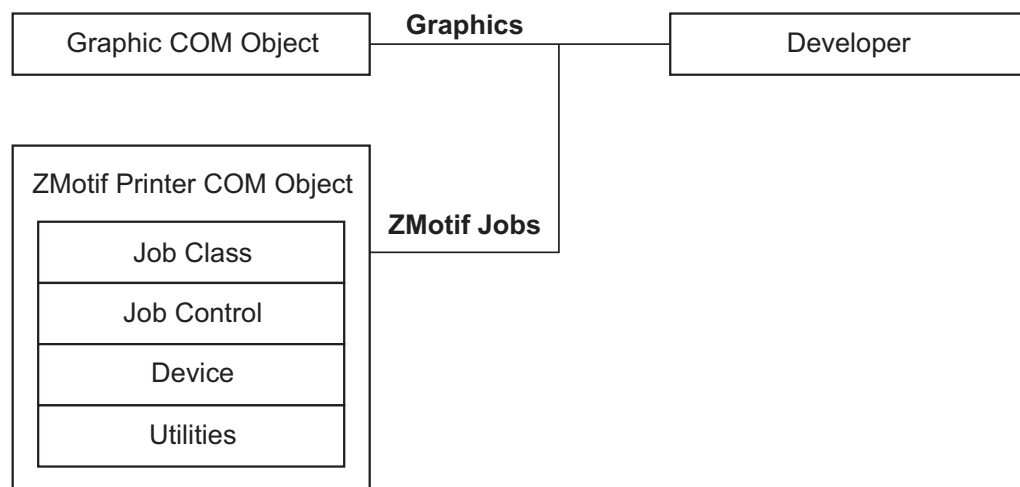 Graphic COM Object
Graphics
Developer
ZMotif Printer COM Object
ZMotif Jobs
Job Class
Job Control
Device
Utilities